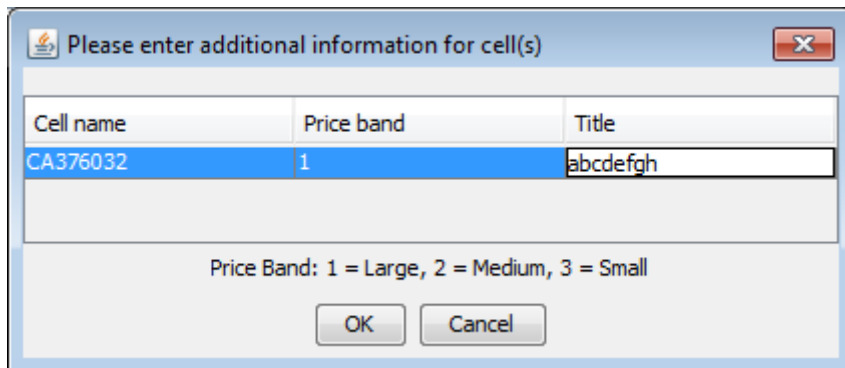 Please enter additional information for cell(s)
Cell name Price band Title
CA376032 1 abcdefgh
Price Band: 1 = Large, 2 = Medium, 3 = Small
OK Cancel